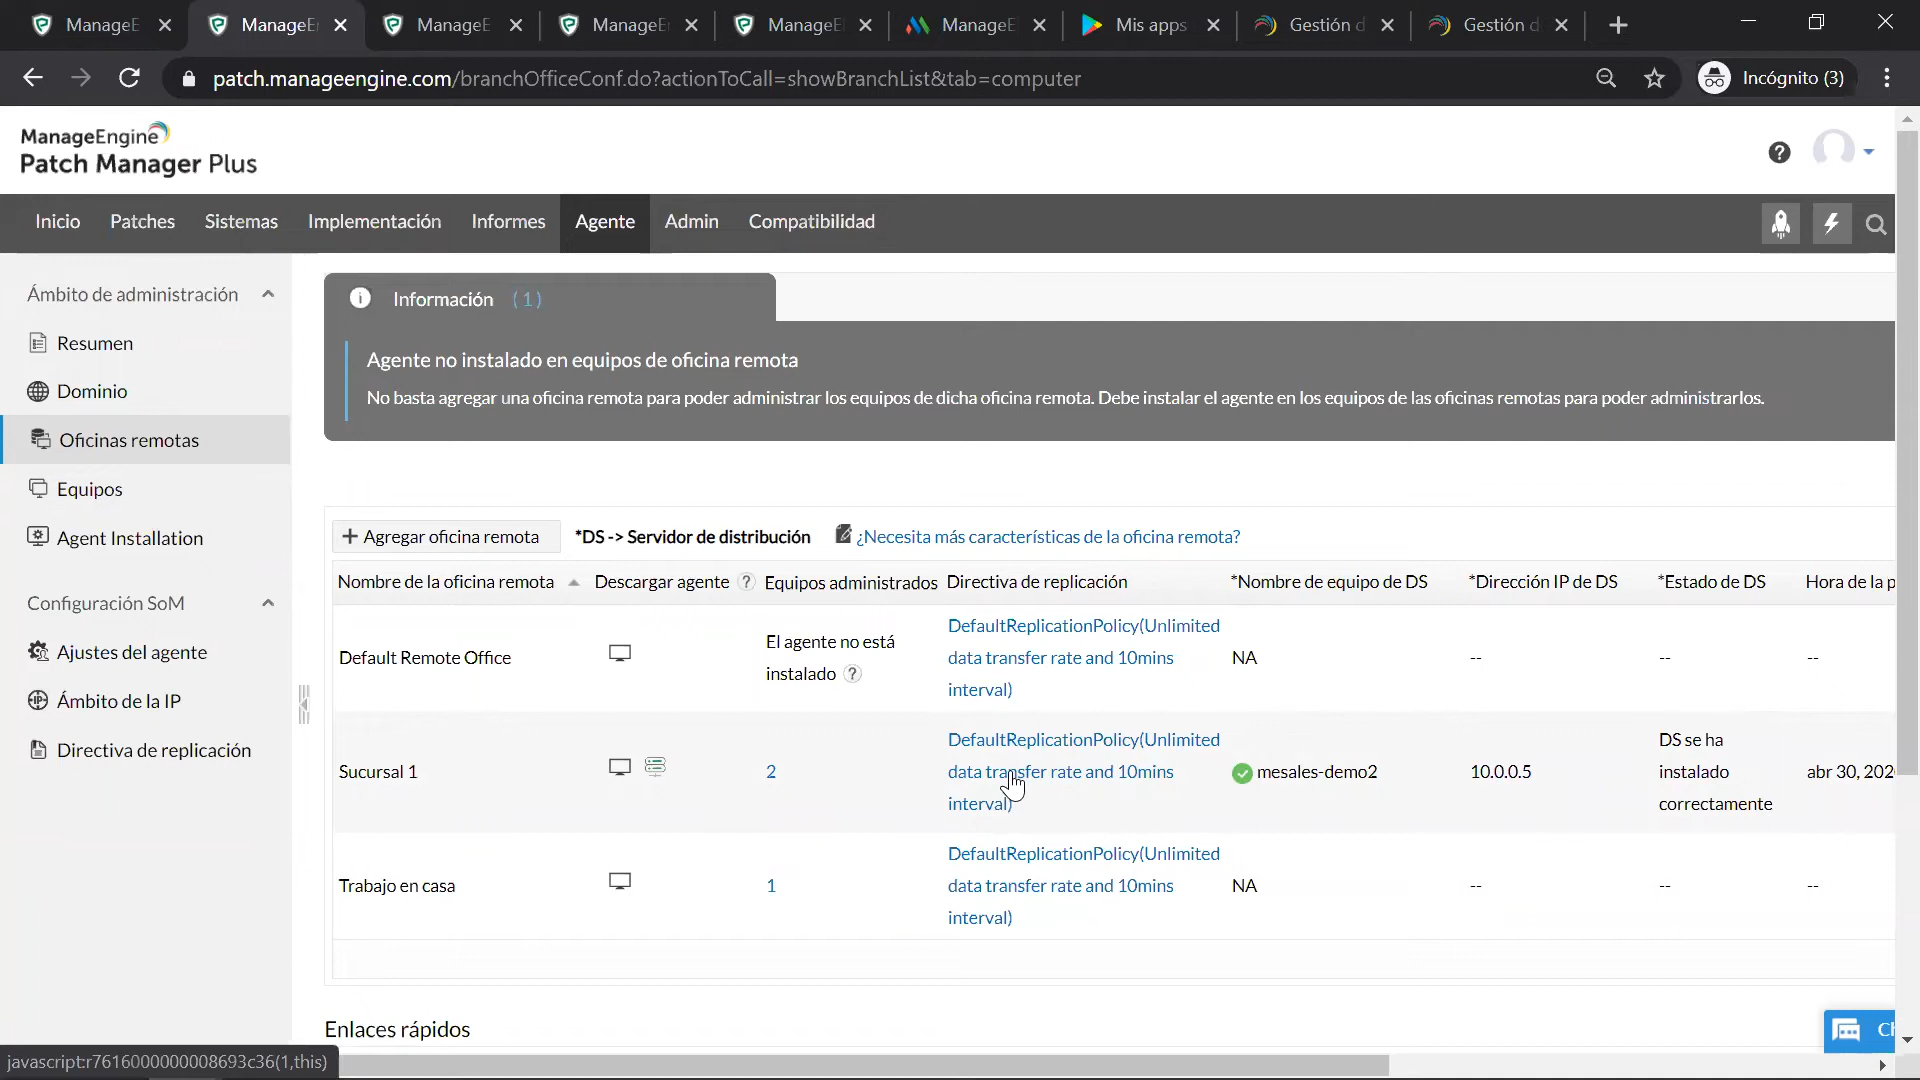 ManageE
ManageEn
ManageE
ManageEn
ManageE
ManageE
Mis apps
Gestión d
Gestión d
patch.manageengine.com/branchOfficeConf.do?actionToCall=showBranchList&tab=computer
Incógnito (3)
ManageEngine
Patch Manager Plus
Inicio Patches Sistemas Implementación Informes Agente Admin Compatibilidad
Ámbito de administración
Resumen
Dominio
Oficinas remotas
Equipos
Agent Installation
Configuración SoM
Ajustes del agente
Ámbito de la IP
Directiva de replicación
Información ( 1 )
Agente no instalado en equipos de oficina remota
No basta agregar una oficina remota para poder administrar los equipos de dicha oficina remota. Debe instalar el agente en los equipos de las oficinas remotas para poder administrarlos.
+ Agregar oficina remota *DS -> Servidor de distribución ¿Necesita más características de la oficina remota?
Nombre de la oficina remota Descargar agente ? Equipos administrados Directiva de replicación *Nombre de equipo de DS *Dirección IP de DS *Estado de DS Hora de la p
Default Remote Office
El agente no está
instalado ?
DefaultReplicationPolicy(Unlimited
data transfer rate and 10mins
interval)
NA -- -- --
Sucursal 1
2
DefaultReplicationPolicy(Unlimited
data transfer rate and 10mins
interval)
mesales-demo2
10.0.0.5
DS se ha
instalado
correctamente
abr 30, 202
Trabajo en casa
1
DefaultReplicationPolicy(Unlimited
data transfer rate and 10mins
interval)
NA -- -- --
Enlaces rápidos
Ch
javascript:r7616000000008693c36(1,this)